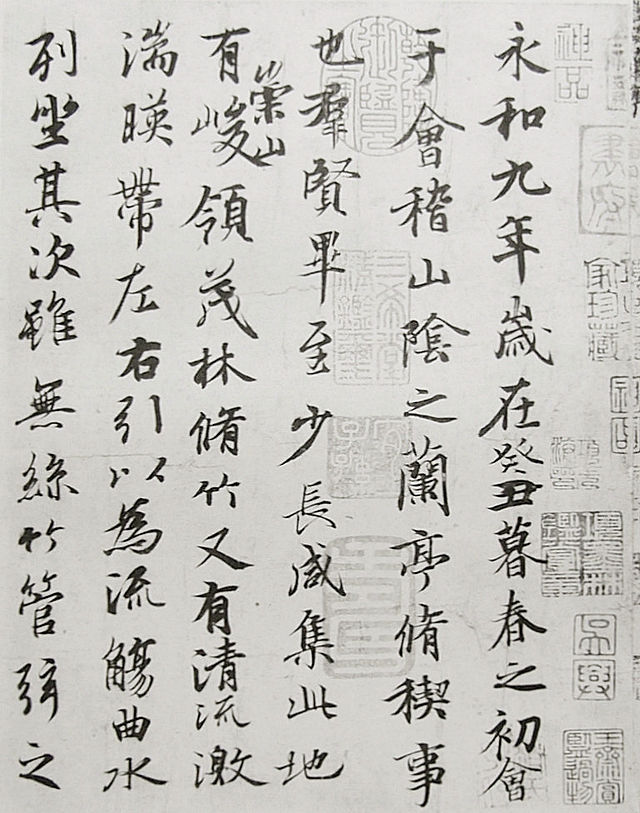 神品
永和九年歲在癸丑暮春之初會
于會稽山陰之蘭亭脩稧事
也羣賢畢至少長咸集此地
有崇山峻領茂林脩竹又有清流激
湍暎帶左右引以為流觴曲水
列坐其次雖無絲竹管弦之